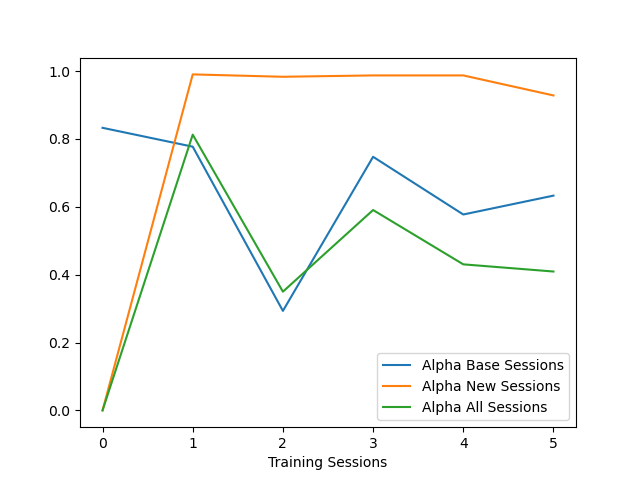 1.0
0.8
0.6
0.4
0.2
0.0
0 1 2 3 4 5
Training Sessions
Alpha Base Sessions
Alpha New Sessions
Alpha All Sessions